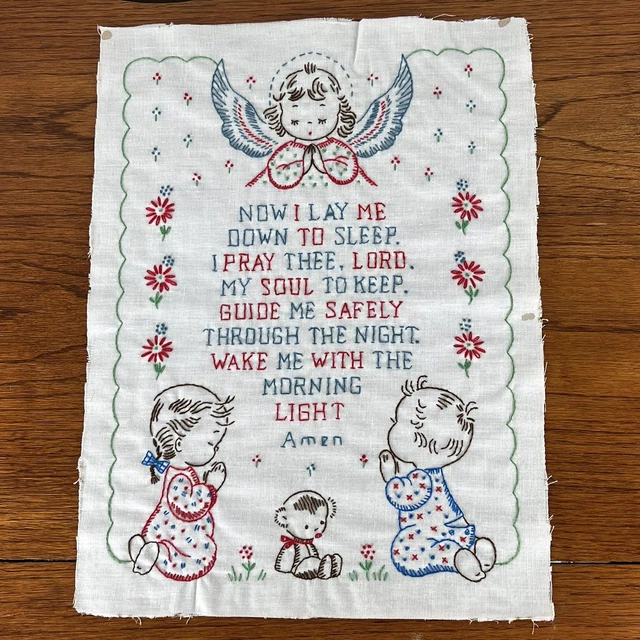 NOW I LAY ME
DOWN TO SLEEP.
I PRAY THEE, LORD.
MY SOUL TO KEEP.
GUIDE ME SAFELY
THROUGH THE NIGHT.
WAKE ME WITH THE
MORNING
LIGHT
Amen